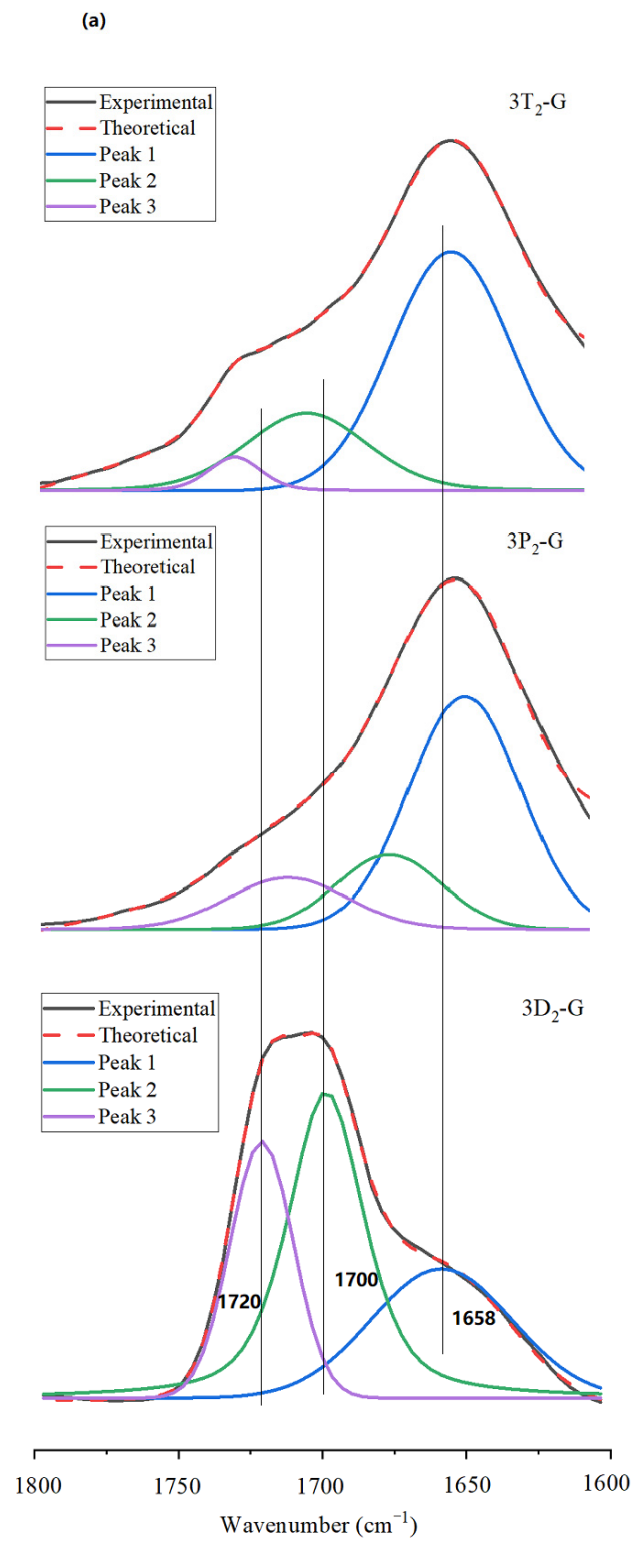 (a)
Experimental
Theoretical
Peak 1
Peak 2
Peak 3
3T₂-G
Experimental
Theoretical
Peak 1
Peak 2
Peak 3
3P₂-G
Experimental
Theoretical
Peak 1
Peak 2
Peak 3
3D₂-G
1720
1700
1658
1800 1750 1700 1650 1600
Wavenumber (cm⁻¹)